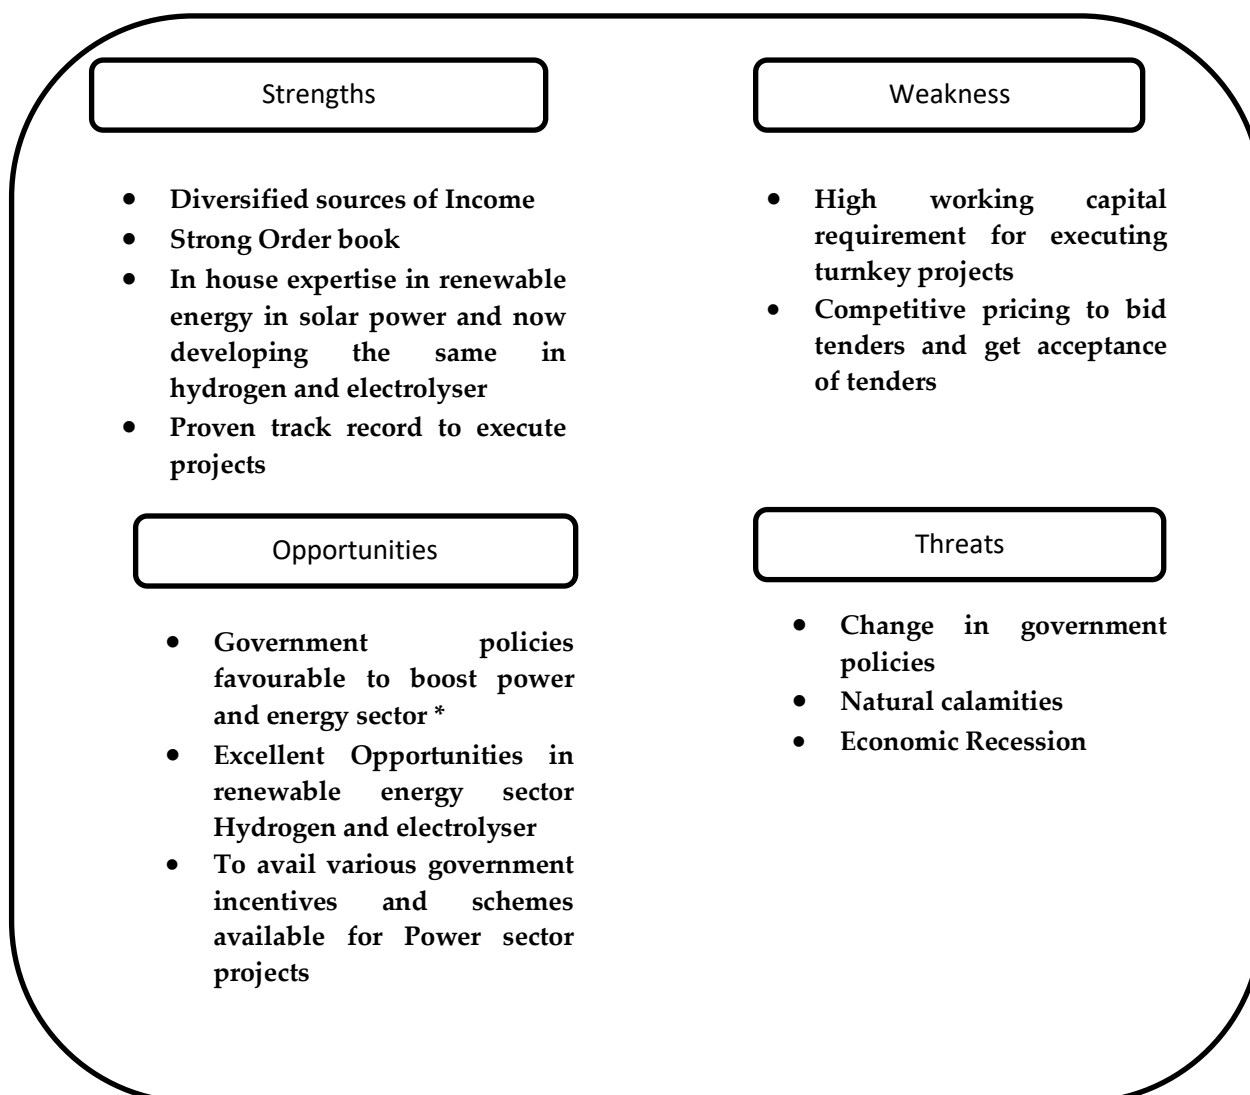 Strengths
• Diversified sources of Income
• Strong Order book
• In house expertise in renewable
energy in solar power and now
developing the same in
hydrogen and electrolyser
• Proven track record to execute
projects
Weakness
• High working capital
requirement for executing
turnkey projects
• Competitive pricing to bid
tenders and get acceptance
of tenders
Opportunities
• Government policies
favourable to boost power
and energy sector *
• Excellent Opportunities in
renewable energy sector
Hydrogen and electrolyser
• To avail various government
incentives and schemes
available for Power sector
projects
Threats
• Change in government
policies
• Natural calamities
• Economic Recession